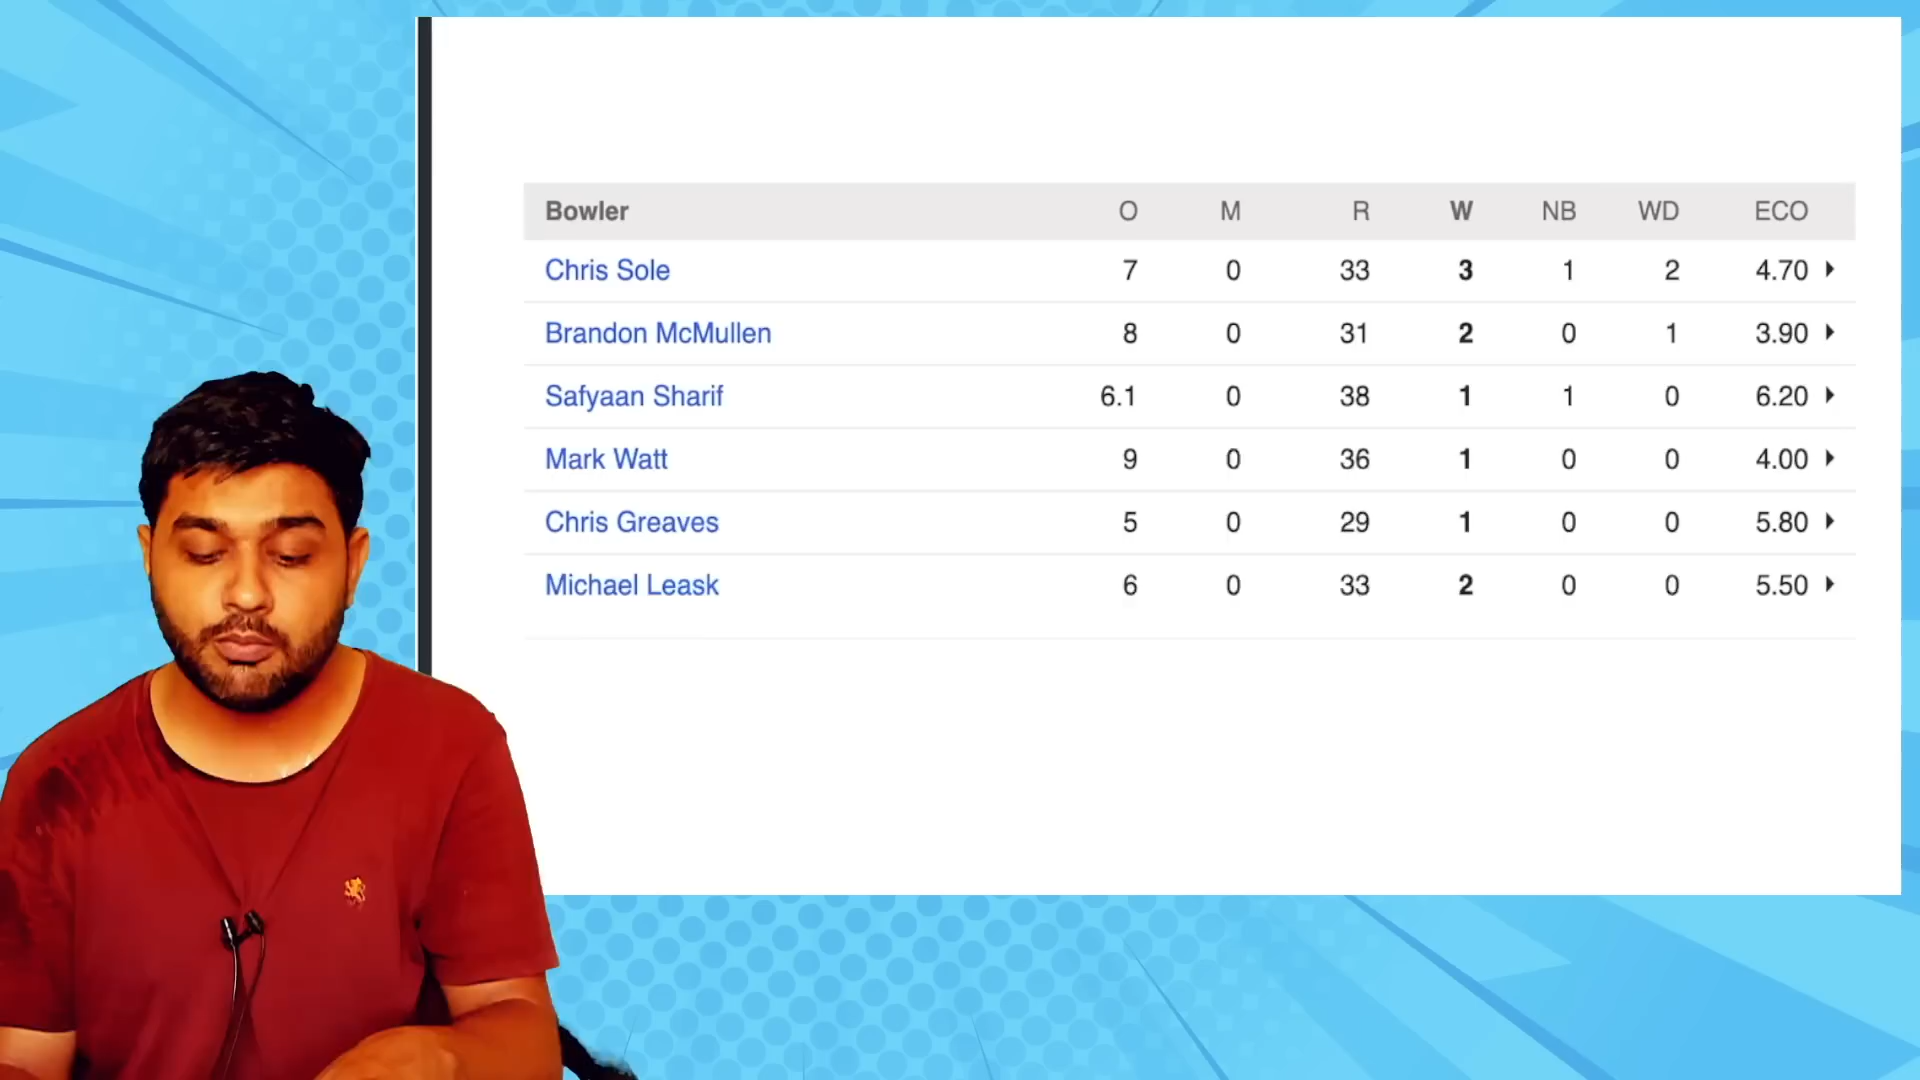 Bowler O M R W NB WD ECO
Chris Sole 7 0 33 3 1 2 4.70
Brandon McMullen 8 0 31 2 0 1 3.90
Safyaan Sharif 6.1 0 38 1 1 0 6.20
Mark Watt 9 0 36 1 0 0 4.00
Chris Greaves 5 0 29 1 0 0 5.80
Michael Leask 6 0 33 2 0 0 5.50